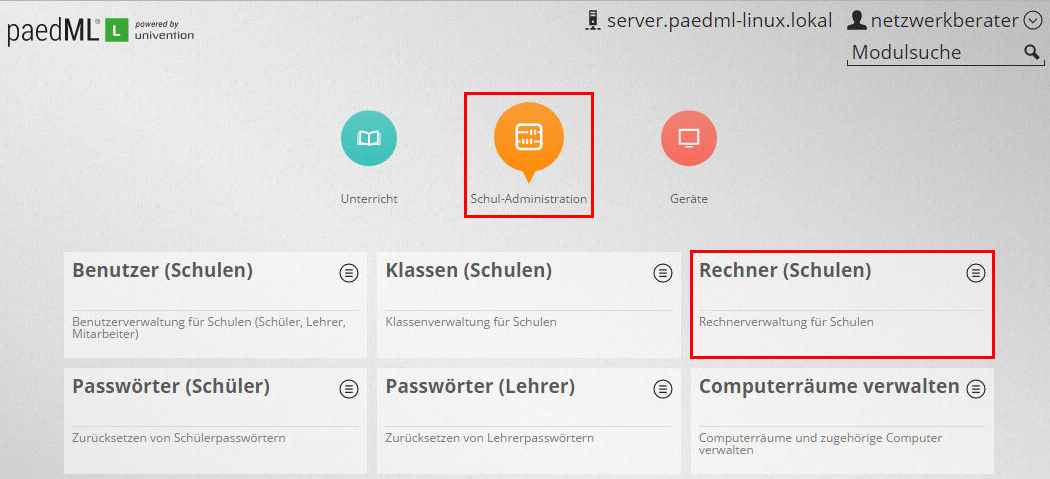 paedML® L powered by
univention
server.paedml-linux.lokal netzwerkberater
Modulsuche
Unterricht Schul-Administration Geräte
Benutzer (Schulen)
Benutzerverwaltung für Schulen (Schüler, Lehrer,
Mitarbeiter)
Klassen (Schulen)
Klassenverwaltung für Schulen
Rechner (Schulen)
Rechnerverwaltung für Schulen
Passwörter (Schüler)
Zurücksetzen von Schülerpasswörtern
Passwörter (Lehrer)
Zurücksetzen von Lehrerpasswörtern
Computerräume verwalten
Computerräume und zugehörige Computer
verwalten